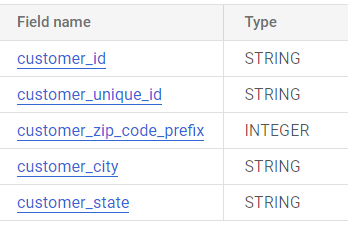 Field name Type
customer_id STRING
customer_unique_id STRING
customer_zip_code_prefix INTEGER
customer_city STRING
customer_state STRING